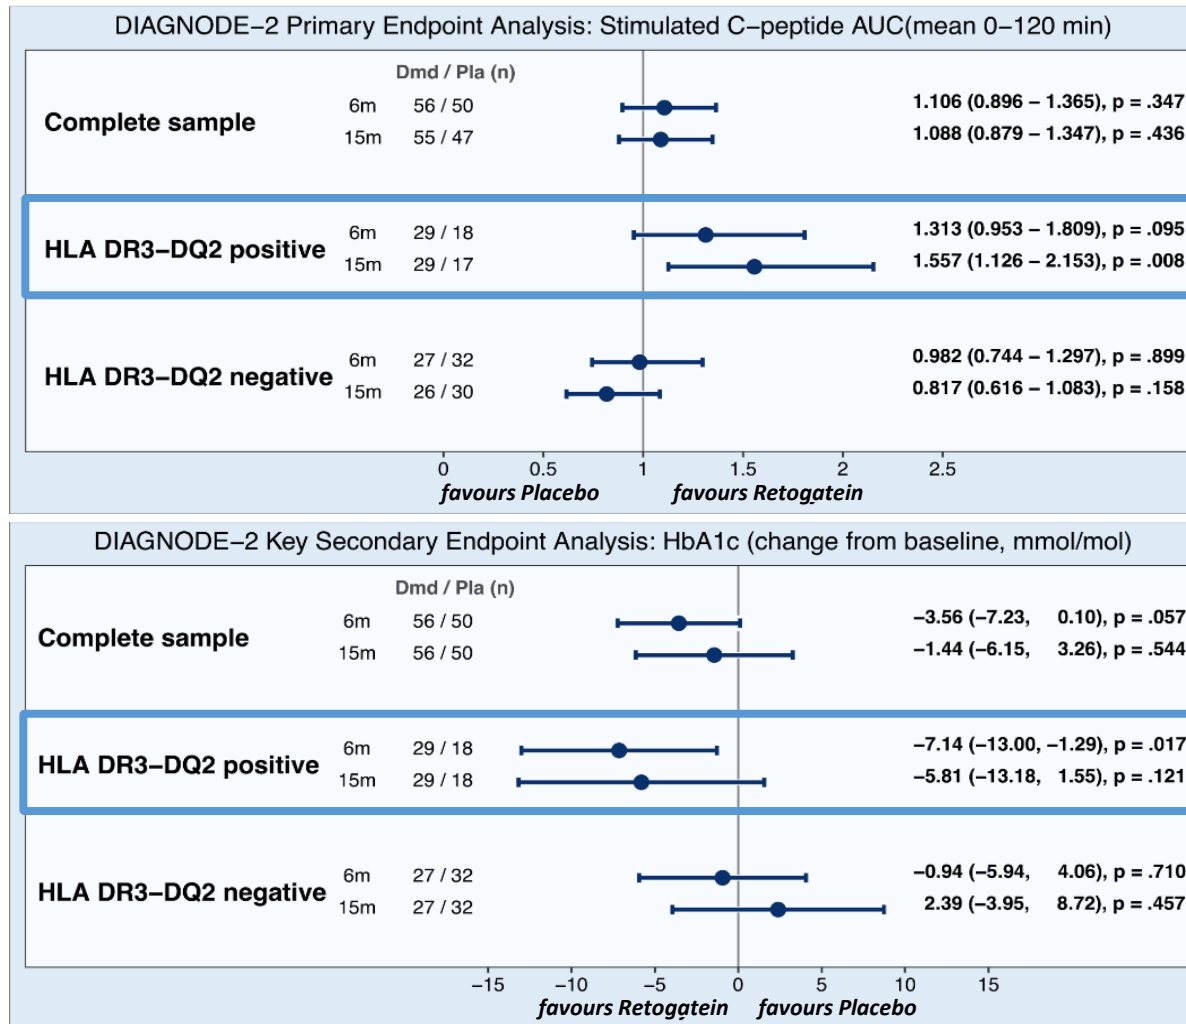 DIAGNODE−2 Primary Endpoint Analysis: Stimulated C−peptide AUC(mean 0−120 min)
Dmd / Pla (n)
Complete sample
6m 56 / 50 1.106 (0.896 − 1.365), p = .347
15m 55 / 47 1.088 (0.879 − 1.347), p = .436
HLA DR3−DQ2 positive
6m 29 / 18 1.313 (0.953 − 1.809), p = .095
15m 29 / 17 1.557 (1.126 − 2.153), p = .008
HLA DR3−DQ2 negative
6m 27 / 32 0.982 (0.744 − 1.297), p = .899
15m 26 / 30 0.817 (0.616 − 1.083), p = .158
0 0.5 1 1.5 2 2.5
favours Placebo favours Retogatein
DIAGNODE−2 Key Secondary Endpoint Analysis: HbA1c (change from baseline, mmol/mol)
Dmd / Pla (n)
Complete sample
6m 56 / 50 −3.56 (−7.23, 0.10), p = .057
15m 56 / 50 −1.44 (−6.15, 3.26), p = .544
HLA DR3−DQ2 positive
6m 29 / 18 −7.14 (−13.00, −1.29), p = .017
15m 29 / 18 −5.81 (−13.18, 1.55), p = .121
HLA DR3−DQ2 negative
6m 27 / 32 −0.94 (−5.94, 4.06), p = .710
15m 27 / 32 2.39 (−3.95, 8.72), p = .457
−15 −10 −5 0 5 10 15
favours Retogatein favours Placebo